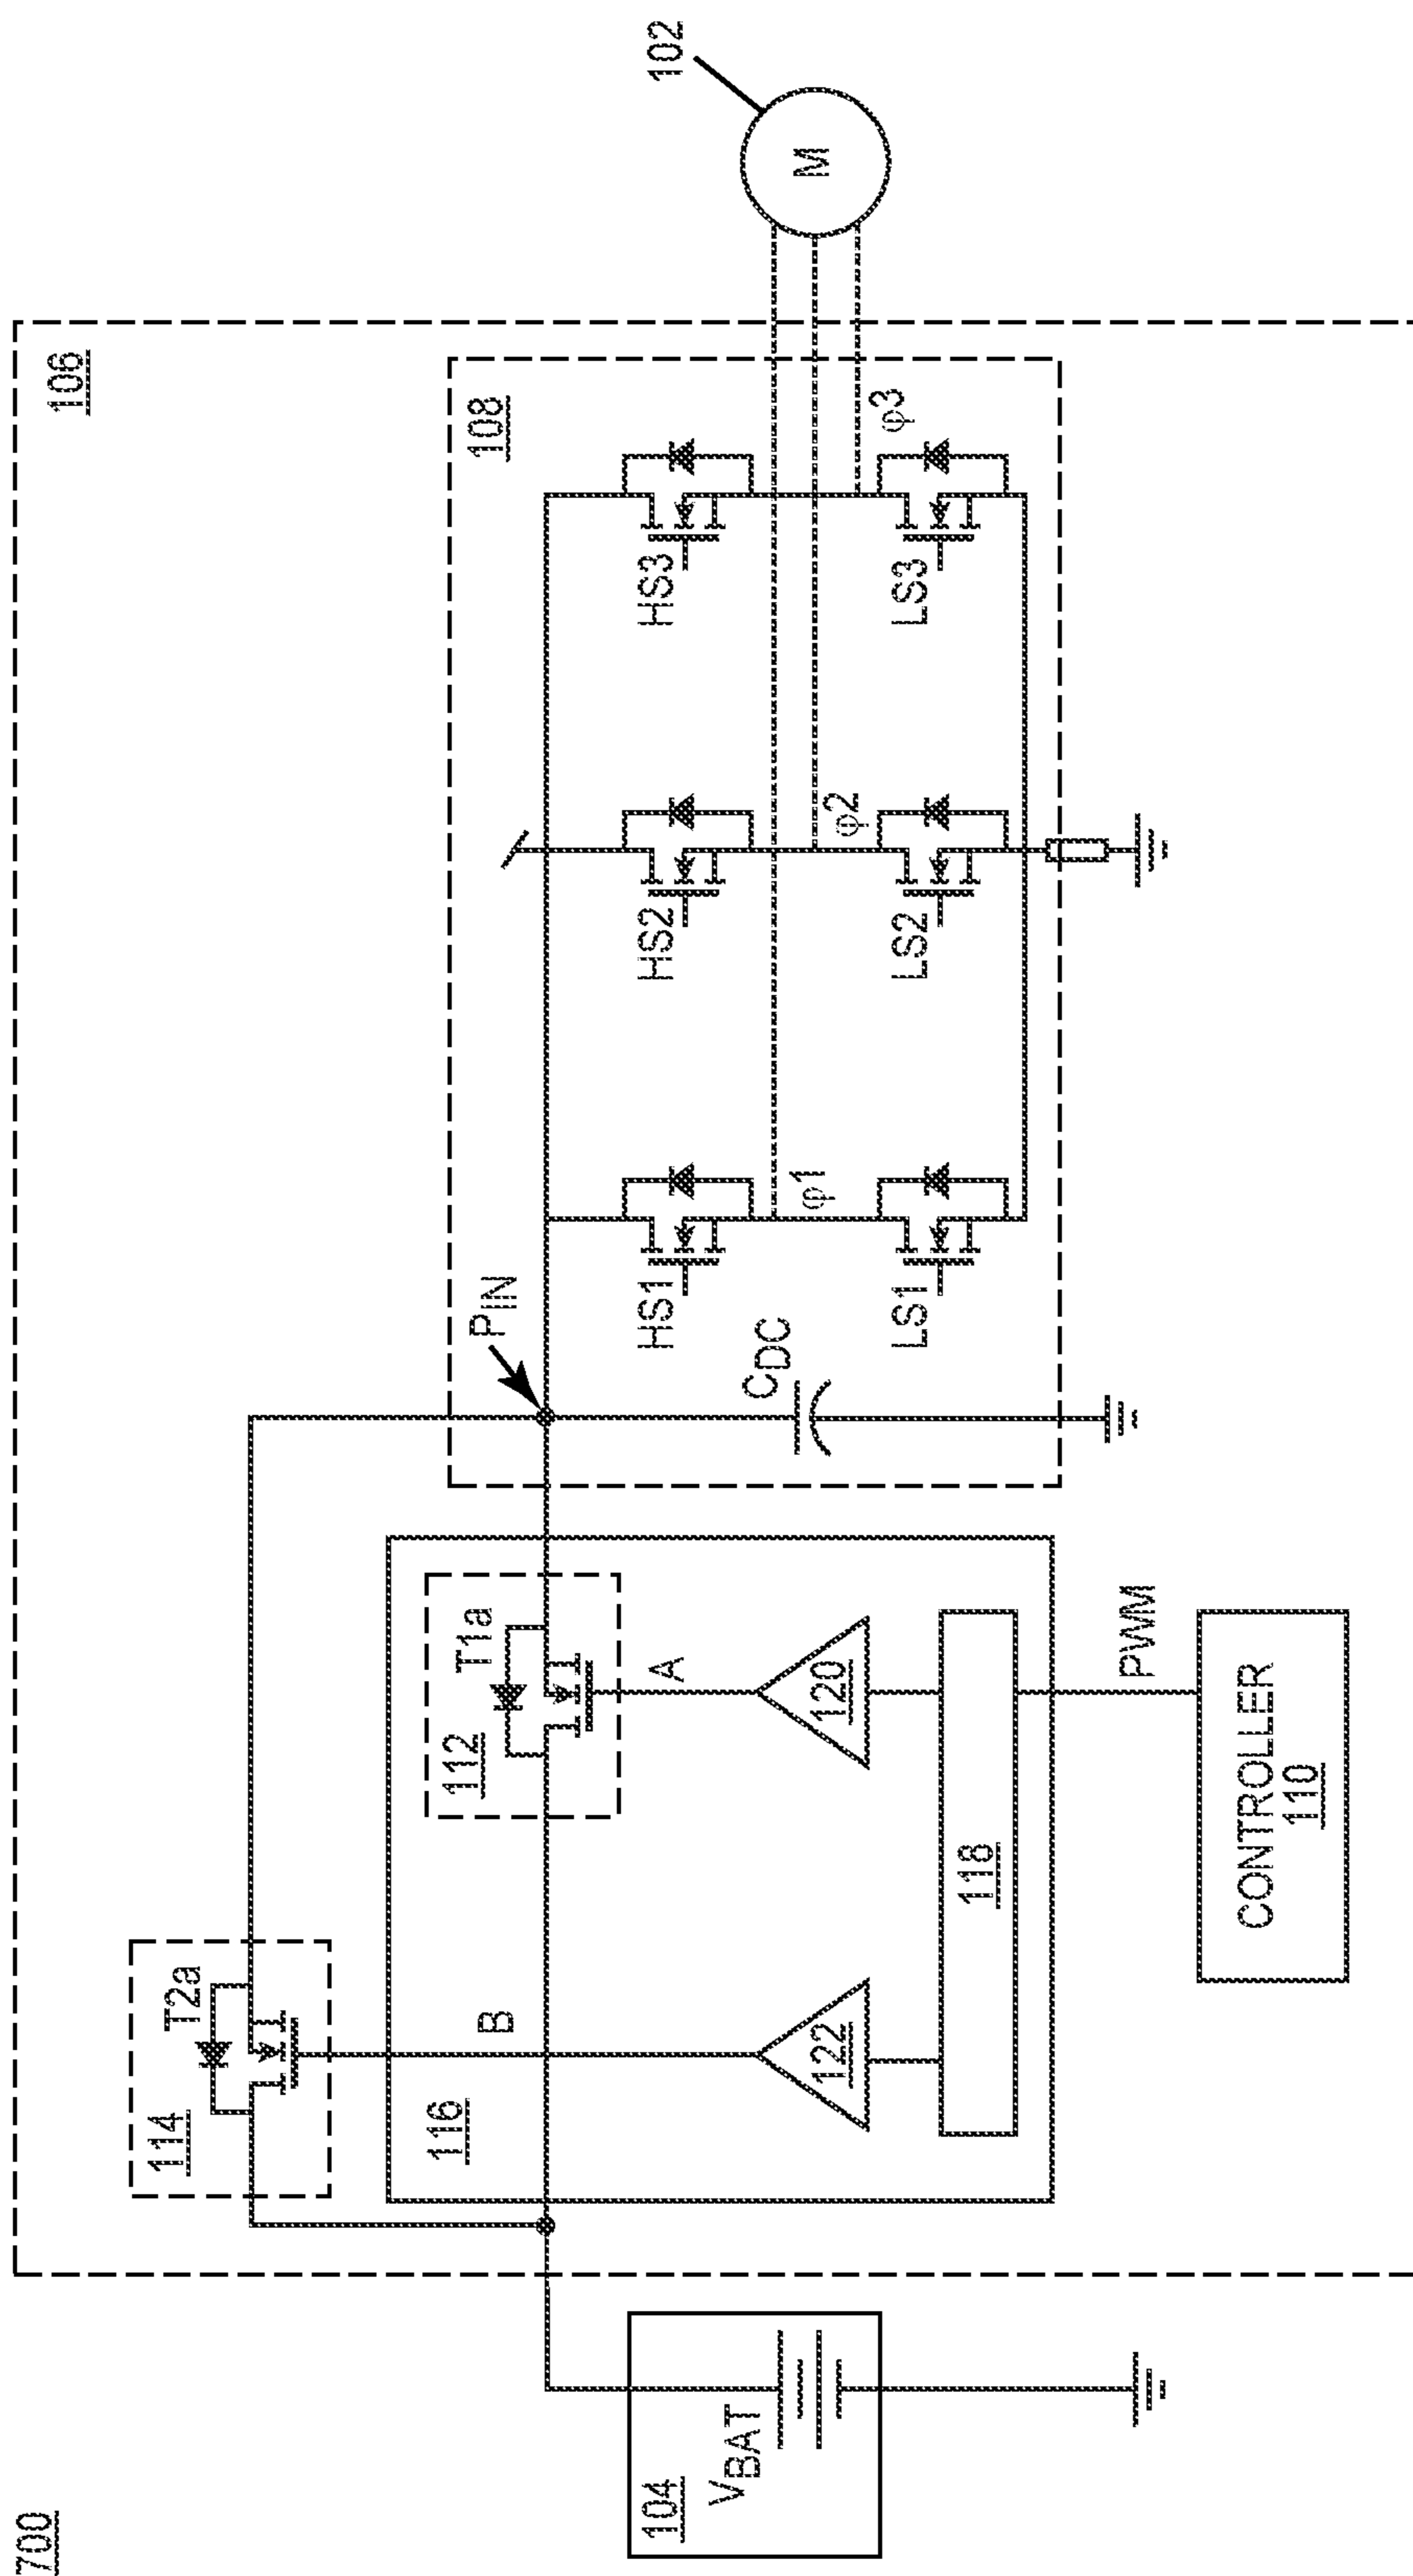 700
104
V_BAT
106
114
T2a
116
B
112
T1a
A
122
120
118
PWM
CONTROLLER
110
108
P_IN
C_DC
HS1
HS2
HS3
φ1
φ2
φ3
LS1
LS2
LS3
102
M